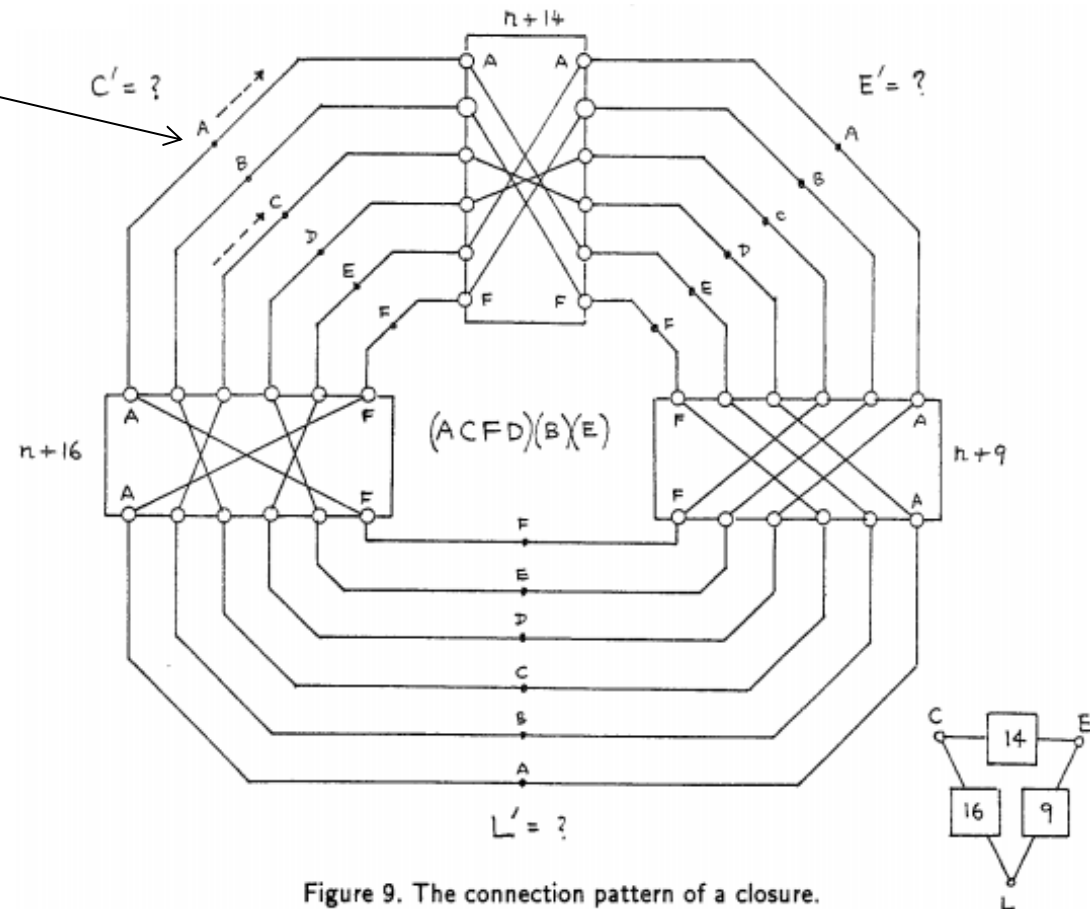 n+14
A A
C' = ?
E' = ?
A
B
C
D
E
F
F F
A
B
C
D
E
F
n+16
A F
A F
(ACFD)(B)(E)
F A
F A
n+9
F
E
D
C
B
A
L' = ?
C 14 E
16 9
L
Figure 9. The connection pattern of a closure.